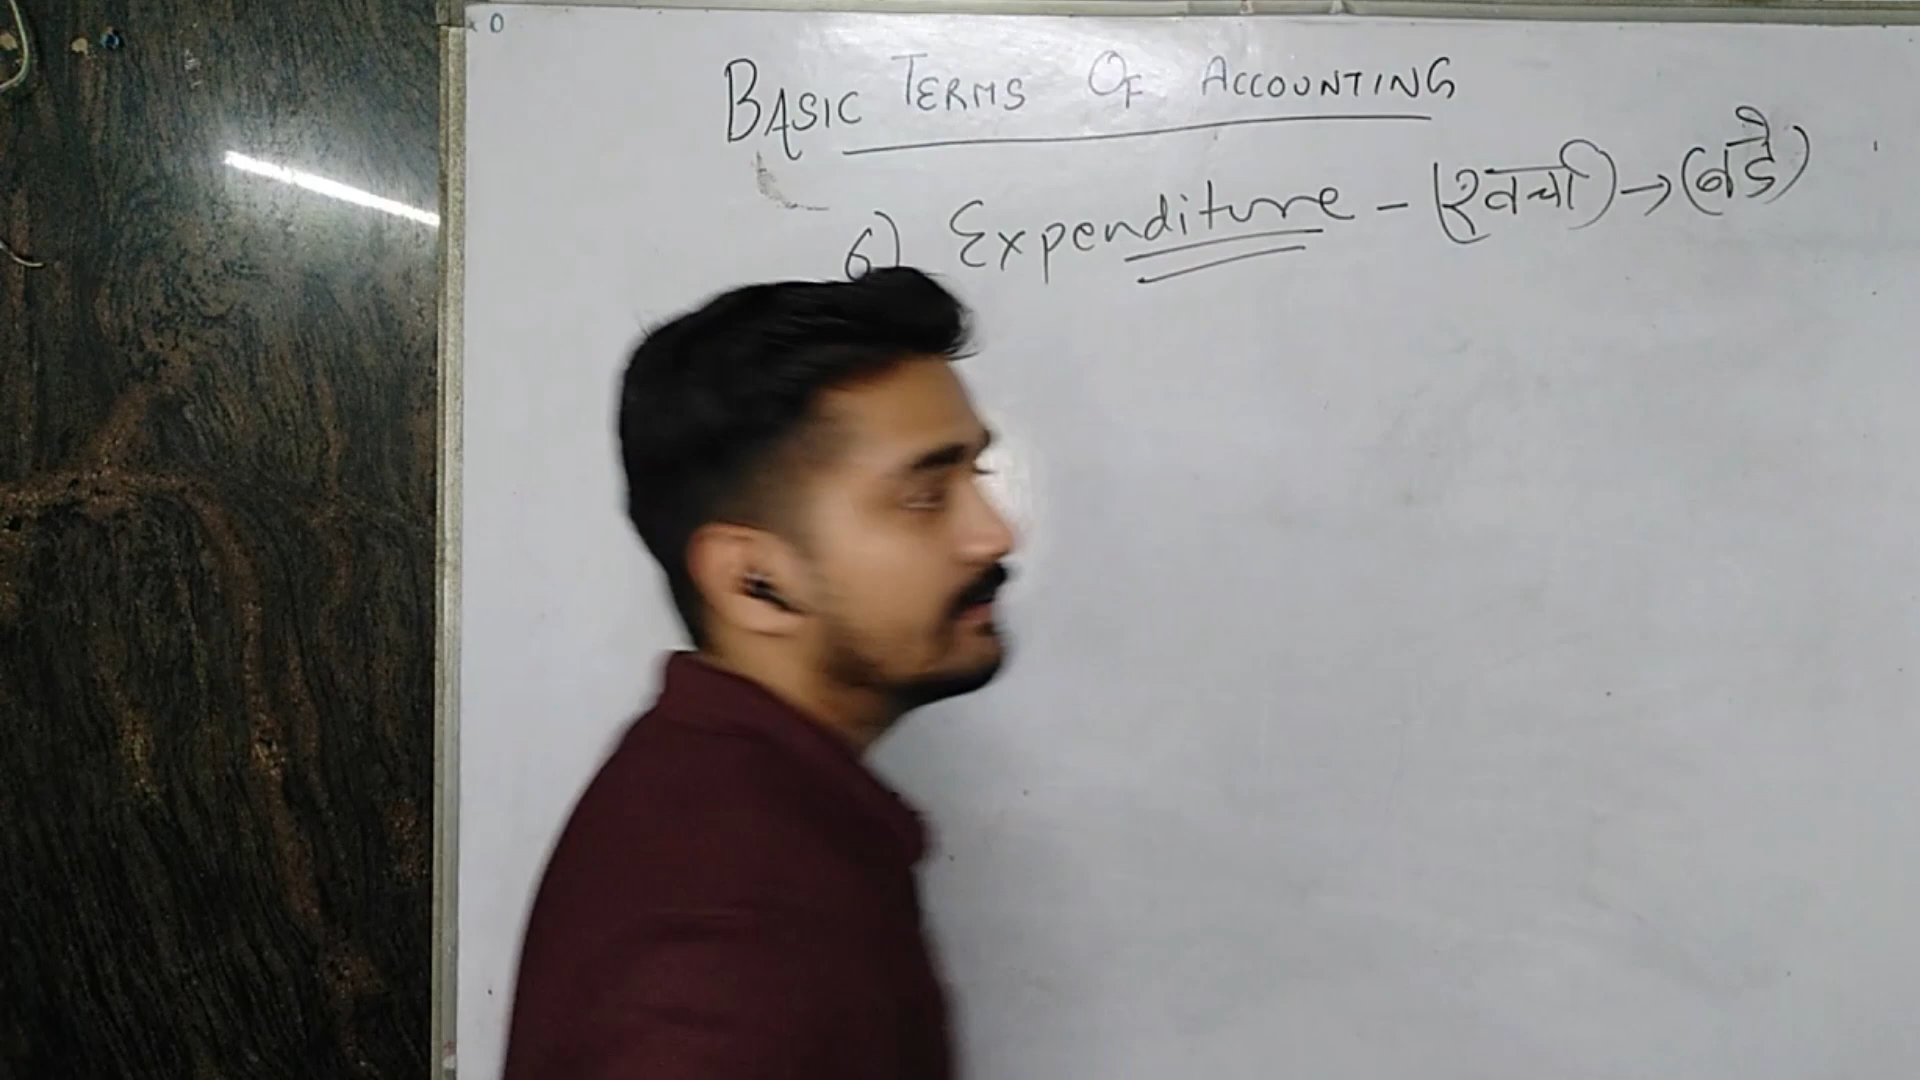 BASIC TERMS OF ACCOUNTING
6) Expenditure - (खर्चा) → (बडे)